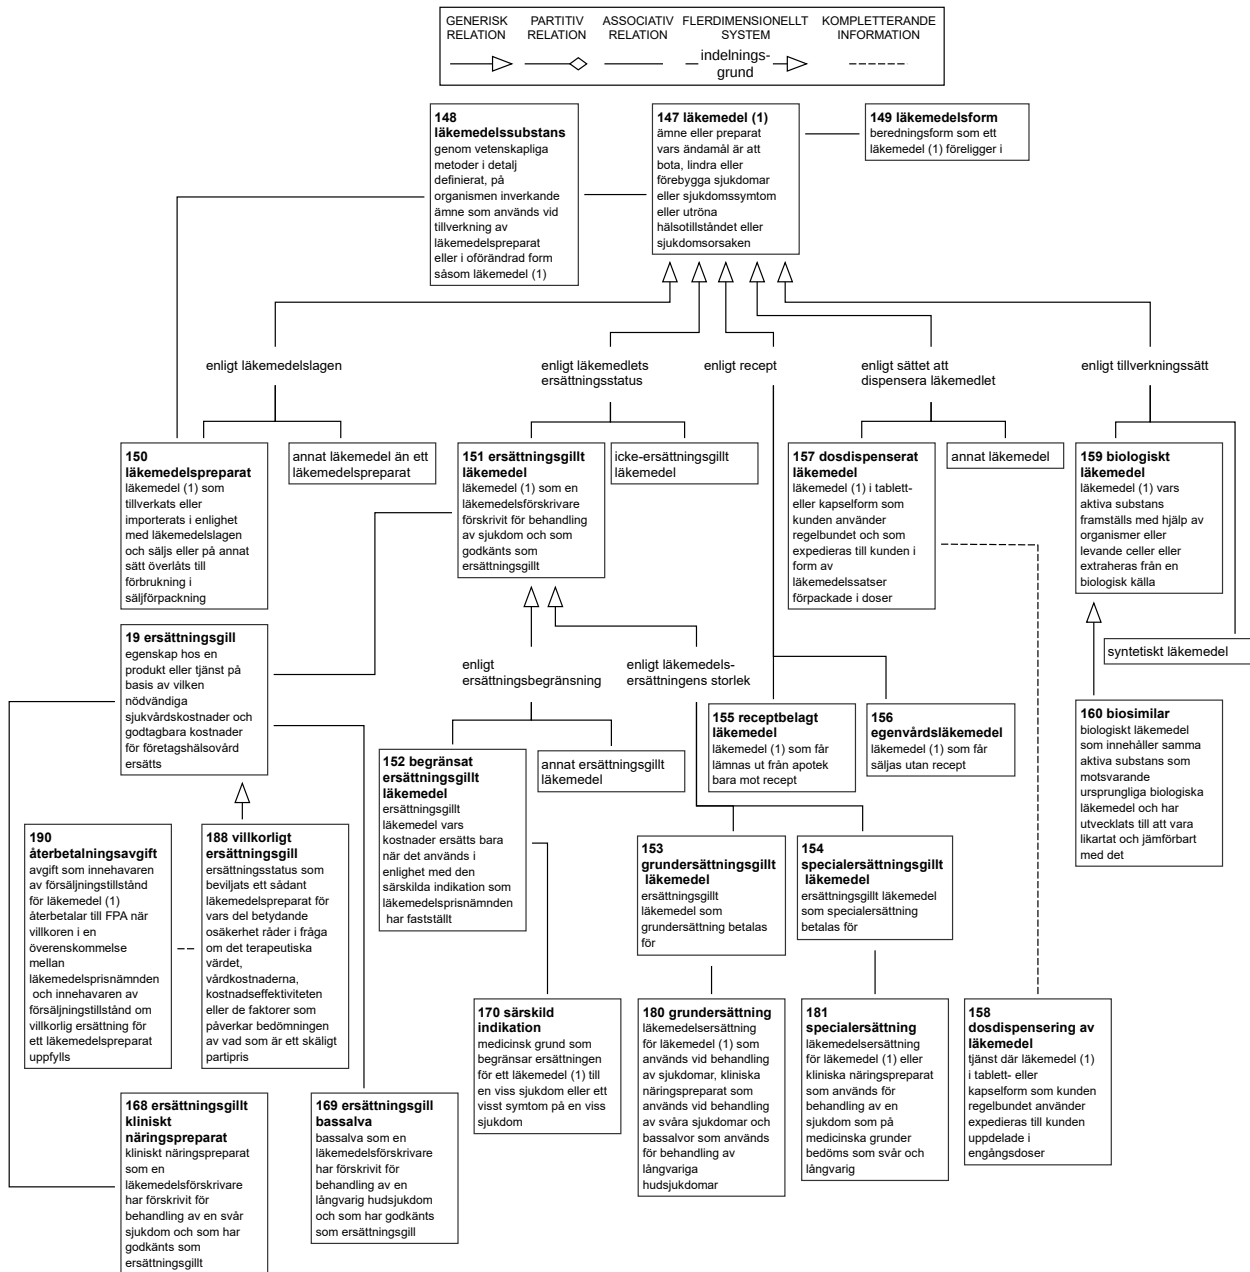 GENERISK
RELATION
PARTITIV
RELATION
ASSOCIATIV
RELATION
FLERDIMENSIONELLT
SYSTEM
KOMPLETTERANDE
INFORMATION
indelnings-
grund
148
läkemedelssubstans
genom vetenskapliga
metoder i detalj
definierat, på
organismen inverkande
ämne som används vid
tillverkning av
läkemedelspreparat
eller i oförändrad form
såsom läkemedel (1)
147 läkemedel (1)
ämne eller preparat
vars ändamål är att
bota, lindra eller
förebygga sjukdomar
eller sjukdomssymtom
eller utröna
hälsotillståndet eller
sjukdomsorsaken
149 läkemedelsform
beredningsform som ett
läkemedel (1) föreligger i
enligt läkemedelslagen
enligt läkemedlets
ersättningsstatus
enligt recept
enligt sättet att
dispensera läkemedlet
enligt tillverkningssätt
150
läkemedelspreparat
läkemedel (1) som
tillverkats eller
importerats i enlighet
med läkemedelslagen
och säljs eller på annat
sätt överlåts till
förbrukning i
säljförpackning
annat läkemedel än ett
läkemedelspreparat
151 ersättningsgillt
läkemedel
läkemedel (1) som en
läkemedelsförskrivare
förskrivit för behandling
av sjukdom och som
godkänts som
ersättningsgillt
icke-ersättningsgillt
läkemedel
157 dosdispenserat
läkemedel
läkemedel (1) i tablett-
eller kapselform som
kunden använder
regelbundet och som
expedieras till kunden i
form av
läkemedelssatser
förpackade i doser
annat läkemedel
159 biologiskt
läkemedel
läkemedel (1) vars
aktiva substans
framställs med hjälp av
organismer eller
levande celler eller
extraheras från en
biologisk källa
syntetiskt läkemedel
19 ersättningsgill
egenskap hos en
produkt eller tjänst på
basis av vilken
nödvändiga
sjukvårdskostnader och
godtagbara kostnader
för företagshälsovård
ersätts
enligt
ersättningsbegränsning
enligt läkemedels-
ersättningens storlek
152 begränsat
ersättningsgillt
läkemedel
ersättningsgillt
läkemedel vars
kostnader ersätts bara
när det används i
enlighet med den
särskilda indikation som
läkemedelsprisnämnden
har fastställt
annat ersättningsgillt
läkemedel
155 receptbelagt
läkemedel
läkemedel (1) som får
lämnas ut från apotek
bara mot recept
156
egenvårdsläkemedel
läkemedel (1) som får
säljas utan recept
160 biosimilar
biologiskt läkemedel
som innehåller samma
aktiva substans som
motsvarande
ursprungliga biologiska
läkemedel och har
utvecklats till att vara
likartat och jämförbart
med det
190
återbetalningsavgift
avgift som innehavaren
av försäljningstillstånd
för läkemedel (1)
återbetalar till FPA när
villkoren i en
överenskommelse
mellan
läkemedelsprisnämnden
och innehavaren av
försäljningstillstånd om
villkorlig ersättning för
ett läkemedelspreparat
uppfylls
188 villkorligt
ersättningsgill
ersättningsstatus som
beviljats ett sådant
läkemedelspreparat för
vars del betydande
osäkerhet råder i fråga
om det terapeutiska
värdet,
vårdkostnaderna,
kostnadseffektiviteten
eller de faktorer som
påverkar bedömningen
av vad som är ett skäligt
partipris
153
grundersättningsgillt
läkemedel
ersättningsgillt
läkemedel som
grundersättning betalas
för
154
specialersättningsgillt
läkemedel
ersättningsgillt läkemedel
som specialersättning
betalas för
168 ersättningsgillt
kliniskt
näringspreparat
kliniskt näringspreparat
som en
läkemedelsförskrivare
har förskrivit för
behandling av en svår
sjukdom och som har
godkänts som
ersättningsgillt
169 ersättningsgill
bassalva
bassalva som en
läkemedelsförskrivare
har förskrivit för
behandling av en
långvarig hudsjukdom
och som har godkänts
som ersättningsgill
170 särskild
indikation
medicinsk grund som
begränsar ersättningen
för ett läkemedel (1) till
en viss sjukdom eller ett
visst symtom på en viss
sjukdom
180 grundersättning
läkemedelsersättning
för läkemedel (1) som
används vid behandling
av sjukdomar, kliniska
näringspreparat som
används vid behandling
av svåra sjukdomar och
bassalvor som används
för behandling av
långvariga
hudsjukdomar
181
specialersättning
läkemedelsersättning
för läkemedel (1) eller
kliniska näringspreparat
som används för
behandling av en
sjukdom som på
medicinska grunder
bedöms som svår och
långvarig
158
dosdispensering av
läkemedel
tjänst där läkemedel (1)
i tablett- eller
kapselform som kunden
regelbundet använder
expedieras till kunden
uppdelade i
engångsdoser